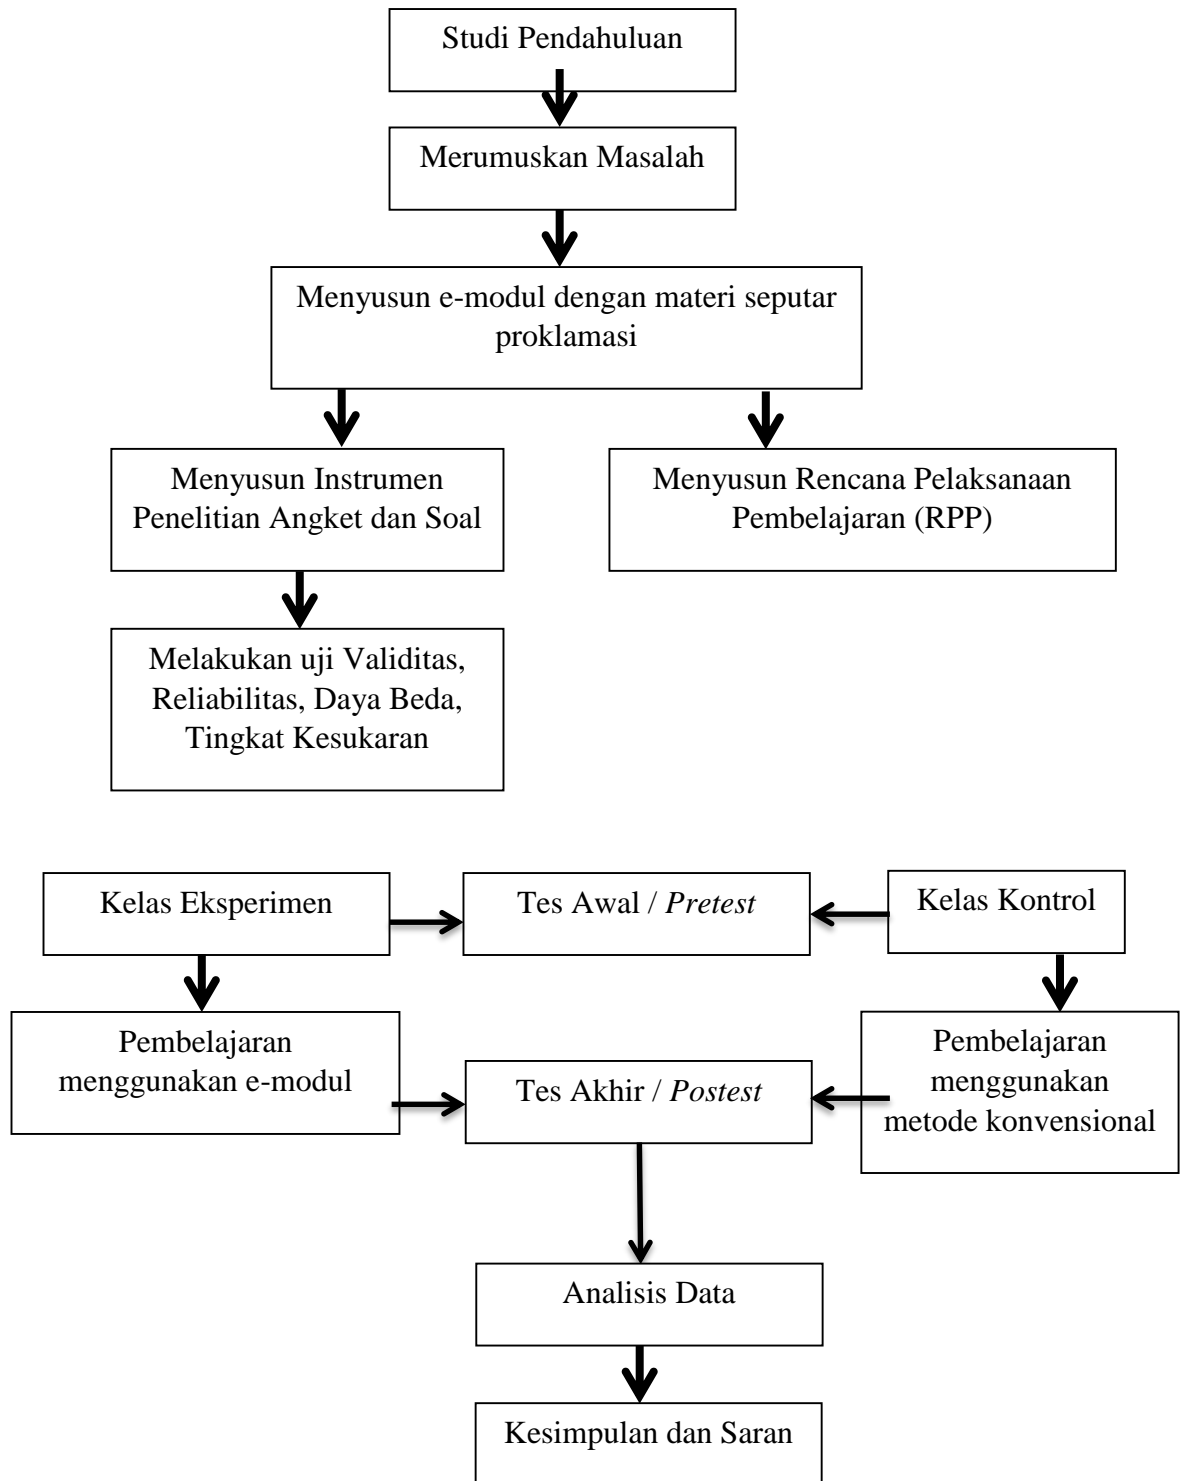 Studi Pendahuluan
Merumuskan Masalah
Menyusun e-modul dengan materi seputar
proklamasi
Menyusun Instrumen
Penelitian Angket dan Soal
Menyusun Rencana Pelaksanaan
Pembelajaran (RPP)
Melakukan uji Validitas,
Reliabilitas, Daya Beda,
Tingkat Kesukaran
Kelas Eksperimen
Tes Awal / Pretest
Kelas Kontrol
Pembelajaran
menggunakan e-modul
Tes Akhir / Postest
Pembelajaran
menggunakan
metode konvensional
Analisis Data
Kesimpulan dan Saran